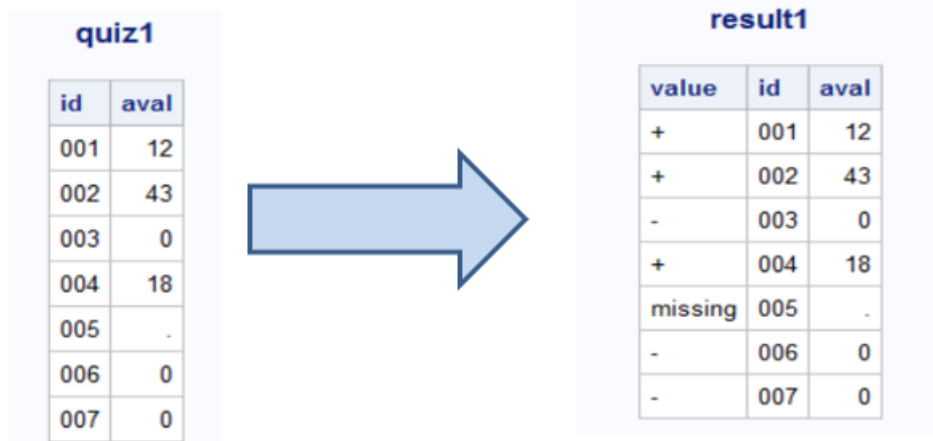 quiz1
id aval
001 12
002 43
003 0
004 18
005 .
006 0
007 0
result1
value id aval
+ 001 12
+ 002 43
- 003 0
+ 004 18
missing 005 .
- 006 0
- 007 0